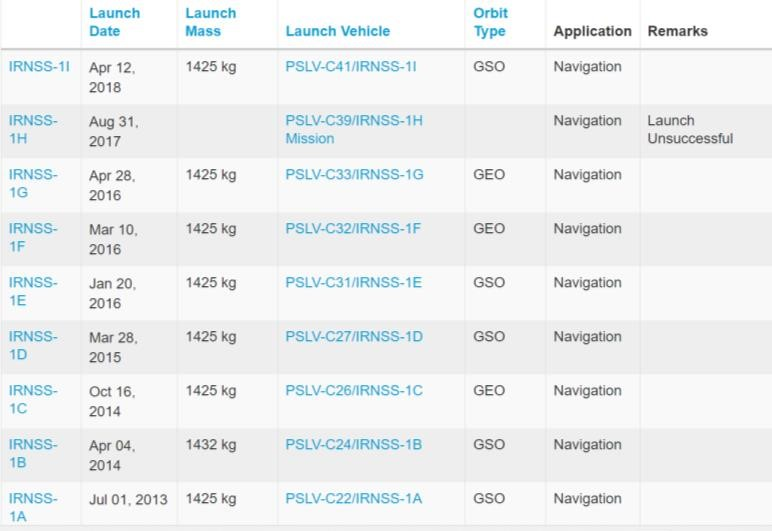 Launch Date Launch Mass Launch Vehicle Orbit Type Application Remarks
IRNSS-1I Apr 12, 2018 1425 kg PSLV-C41/IRNSS-1I GSO Navigation
IRNSS-1H Aug 31, 2017 PSLV-C39/IRNSS-1H Mission Navigation Launch Unsuccessful
IRNSS-1G Apr 28, 2016 1425 kg PSLV-C33/IRNSS-1G GEO Navigation
IRNSS-1F Mar 10, 2016 1425 kg PSLV-C32/IRNSS-1F GEO Navigation
IRNSS-1E Jan 20, 2016 1425 kg PSLV-C31/IRNSS-1E GSO Navigation
IRNSS-1D Mar 28, 2015 1425 kg PSLV-C27/IRNSS-1D GSO Navigation
IRNSS-1C Oct 16, 2014 1425 kg PSLV-C26/IRNSS-1C GEO Navigation
IRNSS-1B Apr 04, 2014 1432 kg PSLV-C24/IRNSS-1B GSO Navigation
IRNSS-1A Jul 01, 2013 1425 kg PSLV-C22/IRNSS-1A GSO Navigation